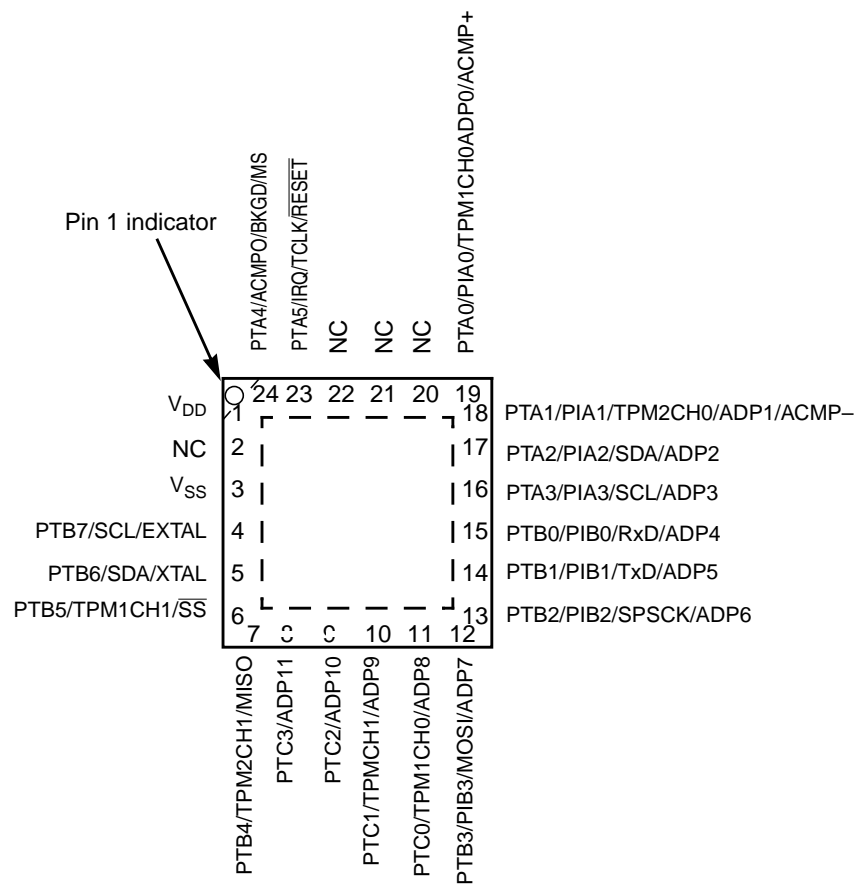 PTA0/PIA0/TPM1CH0ADP0/ACMP+
PTA4/ACMPO/BKGD/MS
PTA5/IRQ/TCLK/RESET
Pin 1 indicator
NC
NC
NC
24 23 22 21 20 19
VDD 1
18 PTA1/PIA1/TPM2CH0/ADP1/ACMP–
NC 2
17 PTA2/PIA2/SDA/ADP2
VSS 3
16 PTA3/PIA3/SCL/ADP3
PTB7/SCL/EXTAL 4
15 PTB0/PIB0/RxD/ADP4
PTB6/SDA/XTAL 5
14 PTB1/PIB1/TxD/ADP5
PTB5/TPM1CH1/SS 6
13 PTB2/PIB2/SPSCK/ADP6
7 10 11 12
PTB4/TPM2CH1/MISO
PTC3/ADP11
PTC2/ADP10
PTC1/TPMCH1/ADP9
PTC0/TPM1CH0/ADP8
PTB3/PIB3/MOSI/ADP7